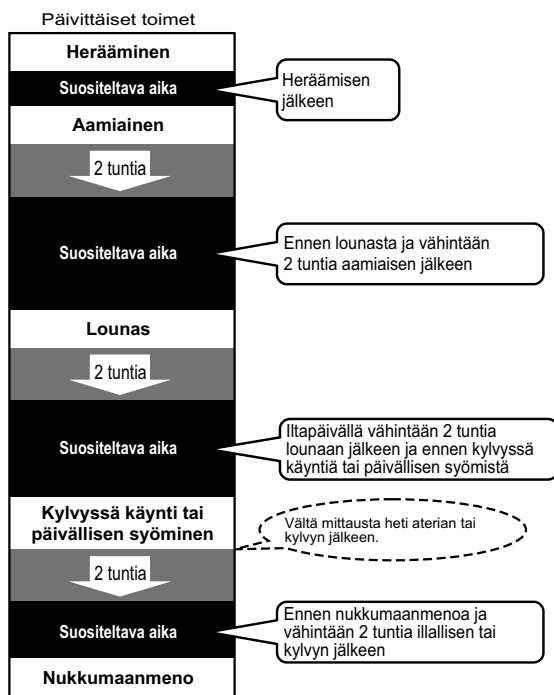 Päivittäiset toimet
Herääminen
Suositeltava aika
Heräämisen
jälkeen
Aamiainen
2 tuntia
Suositeltava aika
Ennen lounasta ja vähintään
2 tuntia aamiaisen jälkeen
Lounas
2 tuntia
Suositeltava aika
Iltapäivällä vähintään 2 tuntia
lounaan jälkeen ja ennen kylvyssä
käyntiä tai päivällisen syömistä
Kylvyssä käynti tai
päivällisen syöminen
Vältä mittausta heti aterian tai
kylvyn jälkeen.
2 tuntia
Suositeltava aika
Ennen nukkumaanmenoa ja
vähintään 2 tuntia illallisen tai
kylvyn jälkeen
Nukkumaanmeno